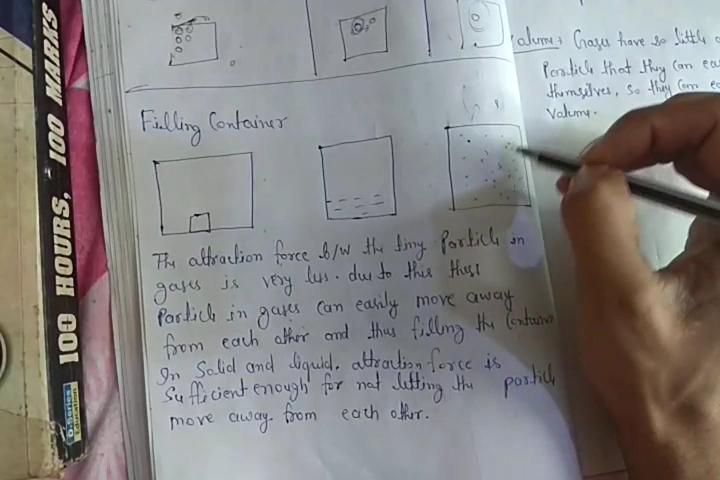 100 HOURS, 100 MARKS
Education
Filling Container
The attraction force b/w the tiny Particle in
gases is very less. due to this these
Particle in gases can easily move away
from each other and thus filling the Container
In Solid and liquid, attraction force is
Sufficient enough for not letting the particle
move away from each other.
Gases have so little
Particle that they can
themselves, so they can
valume.